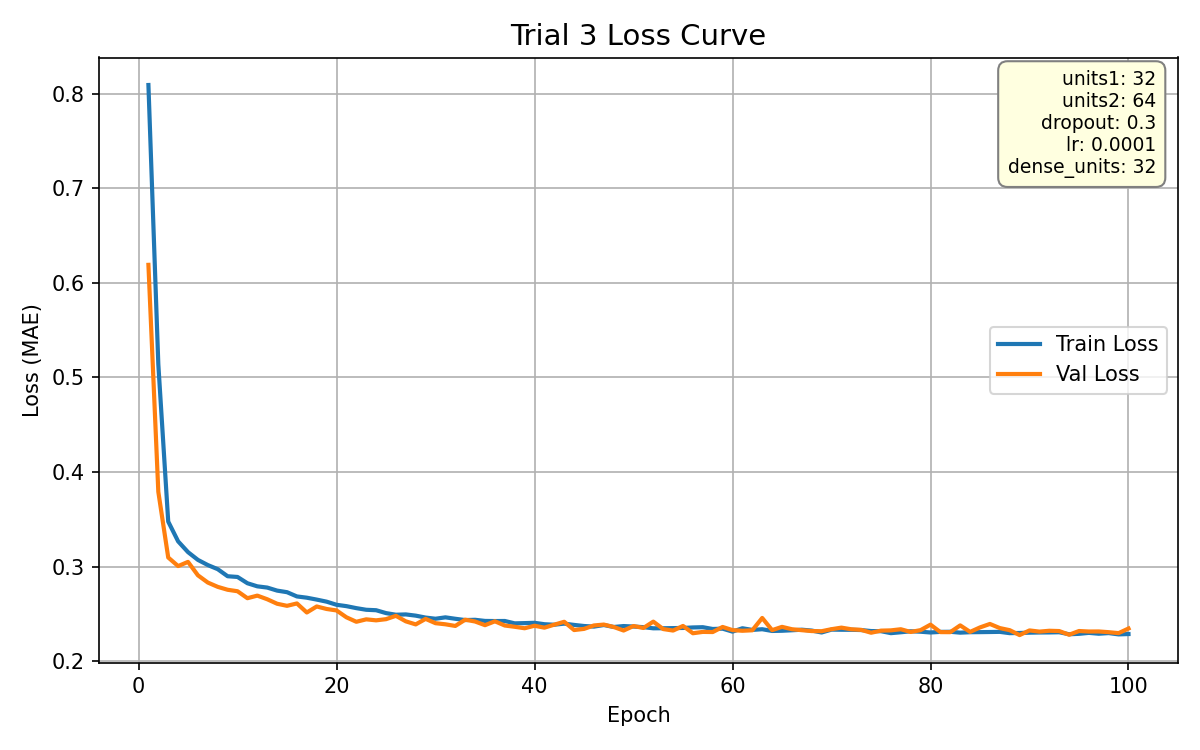 Trial 3 Loss Curve
units1: 32
units2: 64
dropout: 0.3
lr: 0.0001
dense_units: 32
Loss (MAE)
0.8
0.7
0.6
0.5
0.4
0.3
0.2
Train Loss
Val Loss
0 20 40 60 80 100
Epoch